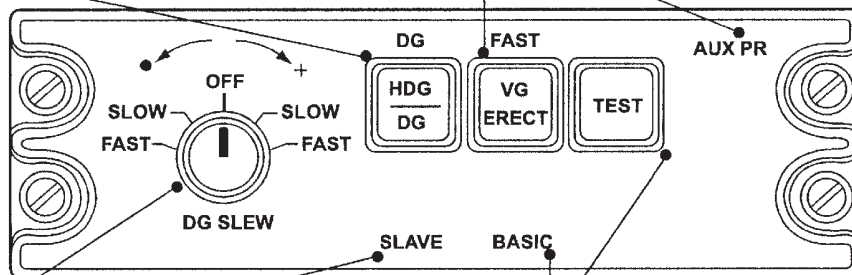 DG FAST AUX PR
+
OFF
SLOW SLOW
FAST FAST
HDG
DG
VG
ERECT
TEST
DG SLEW
SLAVE BASIC